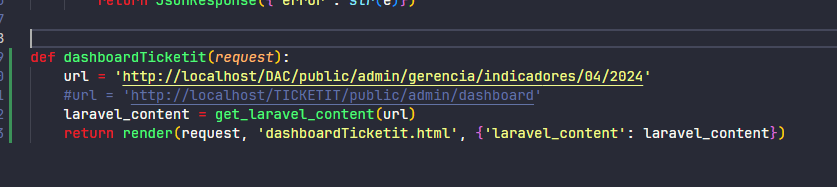 return JsonResponse({'error': str(e)})
def dashboardTicketit(request):
url = 'http://localhost/DAC/public/admin/gerencia/indicadores/04/2024'
#url = 'http://localhost/TICKETIT/public/admin/dashboard'
laravel_content = get_laravel_content(url)
return render(request, 'dashboardTicketit.html', {'laravel_content': laravel_content})